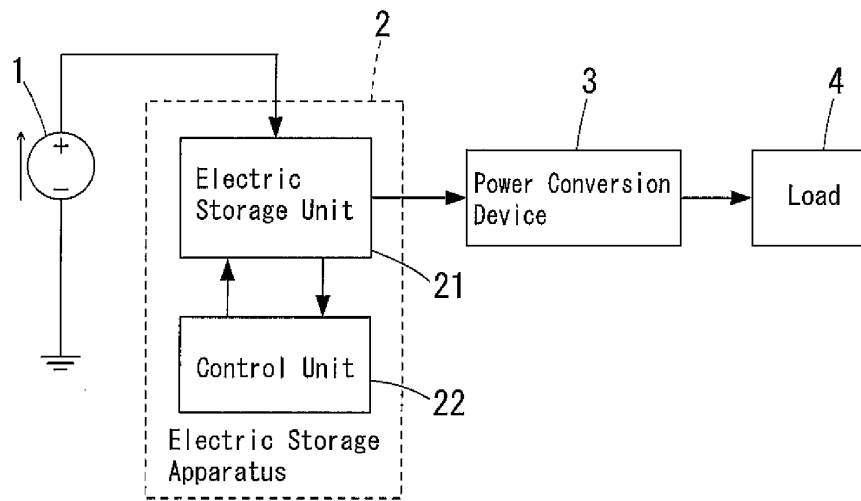 2
1
3
4
+
−
Electric
Storage Unit
Power Conversion
Device
Load
21
Control Unit
22
Electric Storage
Apparatus